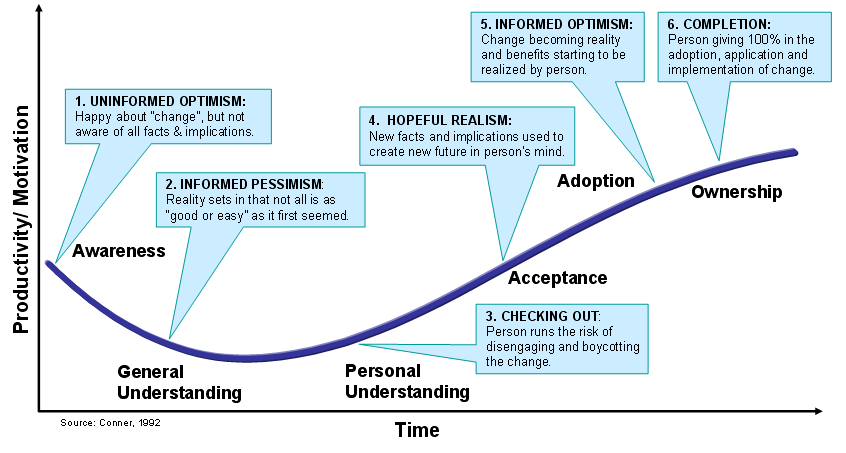 5. INFORMED OPTIMISM:
Change becoming reality
and benefits starting to be
realized by person.
6. COMPLETION:
Person giving 100% in the
adoption, application and
implementation of change.
1. UNINFORMED OPTIMISM:
Happy about "change", but not
aware of all facts & implications.
4. HOPEFUL REALISM:
New facts and implications used to
create new future in person's mind.
2. INFORMED PESSIMISM:
Reality sets in that not all is as
"good or easy" as it first seemed.
Adoption
Ownership
Awareness
Acceptance
3. CHECKING OUT:
Person runs the risk of
disengaging and boycotting
the change.
General
Understanding
Personal
Understanding
Productivity/ Motivation
Source: Conner, 1992
Time